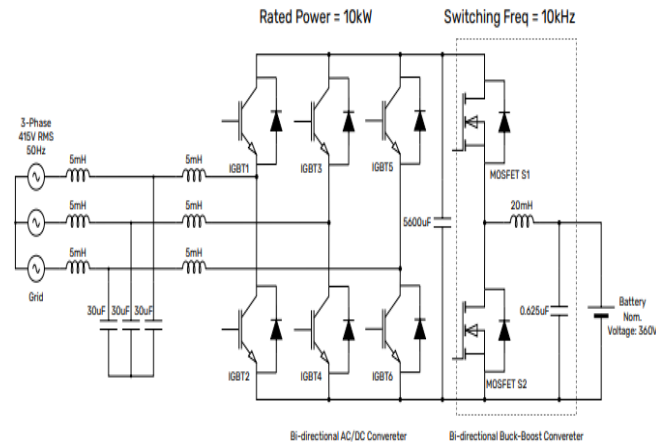 Rated Power = 10kW
Switching Freq = 10kHz
3-Phase
415V RMS
50Hz
5mH
5mH
IGBT1
IGBT3
IGBT5
MOSFET S1
5mH
5mH
5600uF
20mH
5mH
5mH
Grid
30uF
30uF
30uF
0.625uF
Battery
Nom.
Voltage: 360V
IGBT2
IGBT4
IGBT6
MOSFET S2
Bi-directional AC/DC Convereter
Bi-directional Buck-Boost Convereter